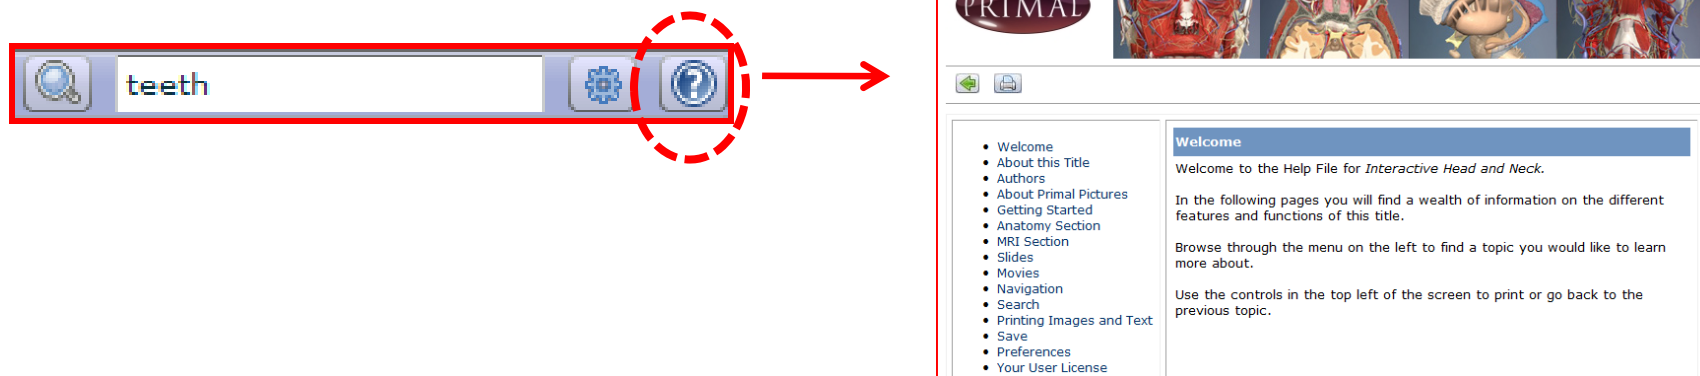 teeth
PRIMAL
Welcome
About this Title
Authors
About Primal Pictures
Getting Started
Anatomy Section
MRI Section
Slides
Movies
Navigation
Search
Printing Images and Text
Save
Preferences
Your User License
Welcome
Welcome to the Help File for Interactive Head and Neck.
In the following pages you will find a wealth of information on the different
features and functions of this title.
Browse through the menu on the left to find a topic you would like to learn
more about.
Use the controls in the top left of the screen to print or go back to the
previous topic.